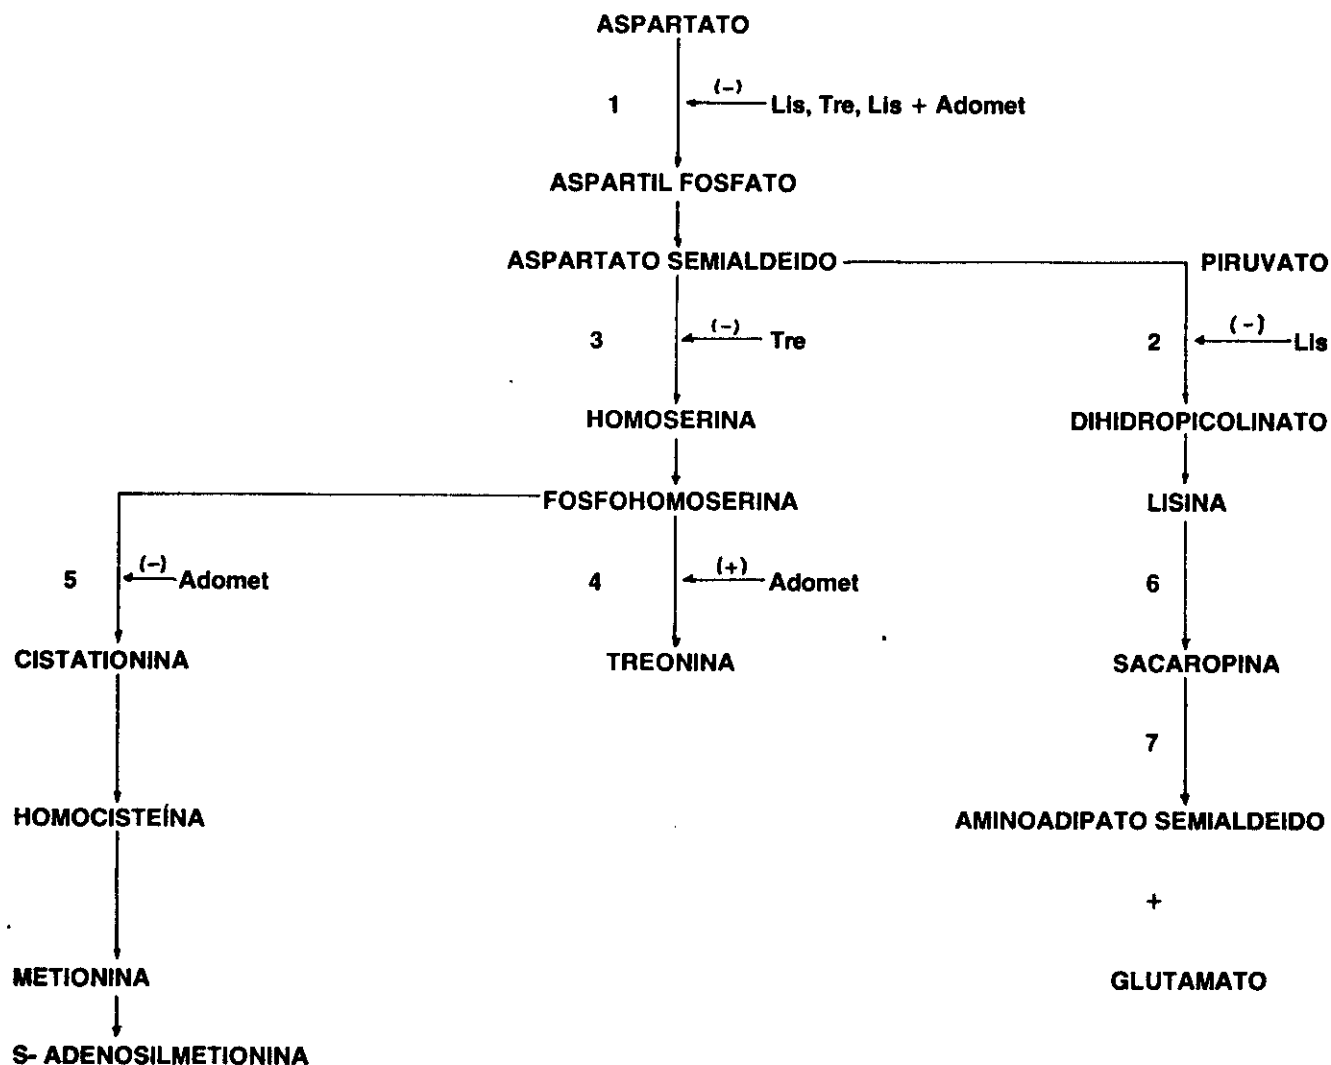 ASPARTATO
(-)
1
Lis, Tre, Lis + Adomet
ASPARTIL FOSFATO
ASPARTATO SEMIALDEIDO
PIRUVATO
3
(-)
Tre
2
(-)
Lis
HOMOSERINA
DIHIDROPICOLINATO
FOSFOHOMOSERINA
LISINA
5
(-)
Adomet
4
(+)
Adomet
6
CISTATIONINA
TREONINA
SACAROPINA
7
HOMOCISTEÍNA
AMINOADIPATO SEMIALDEIDO
+
METIONINA
GLUTAMATO
S- ADENOSILMETIONINA